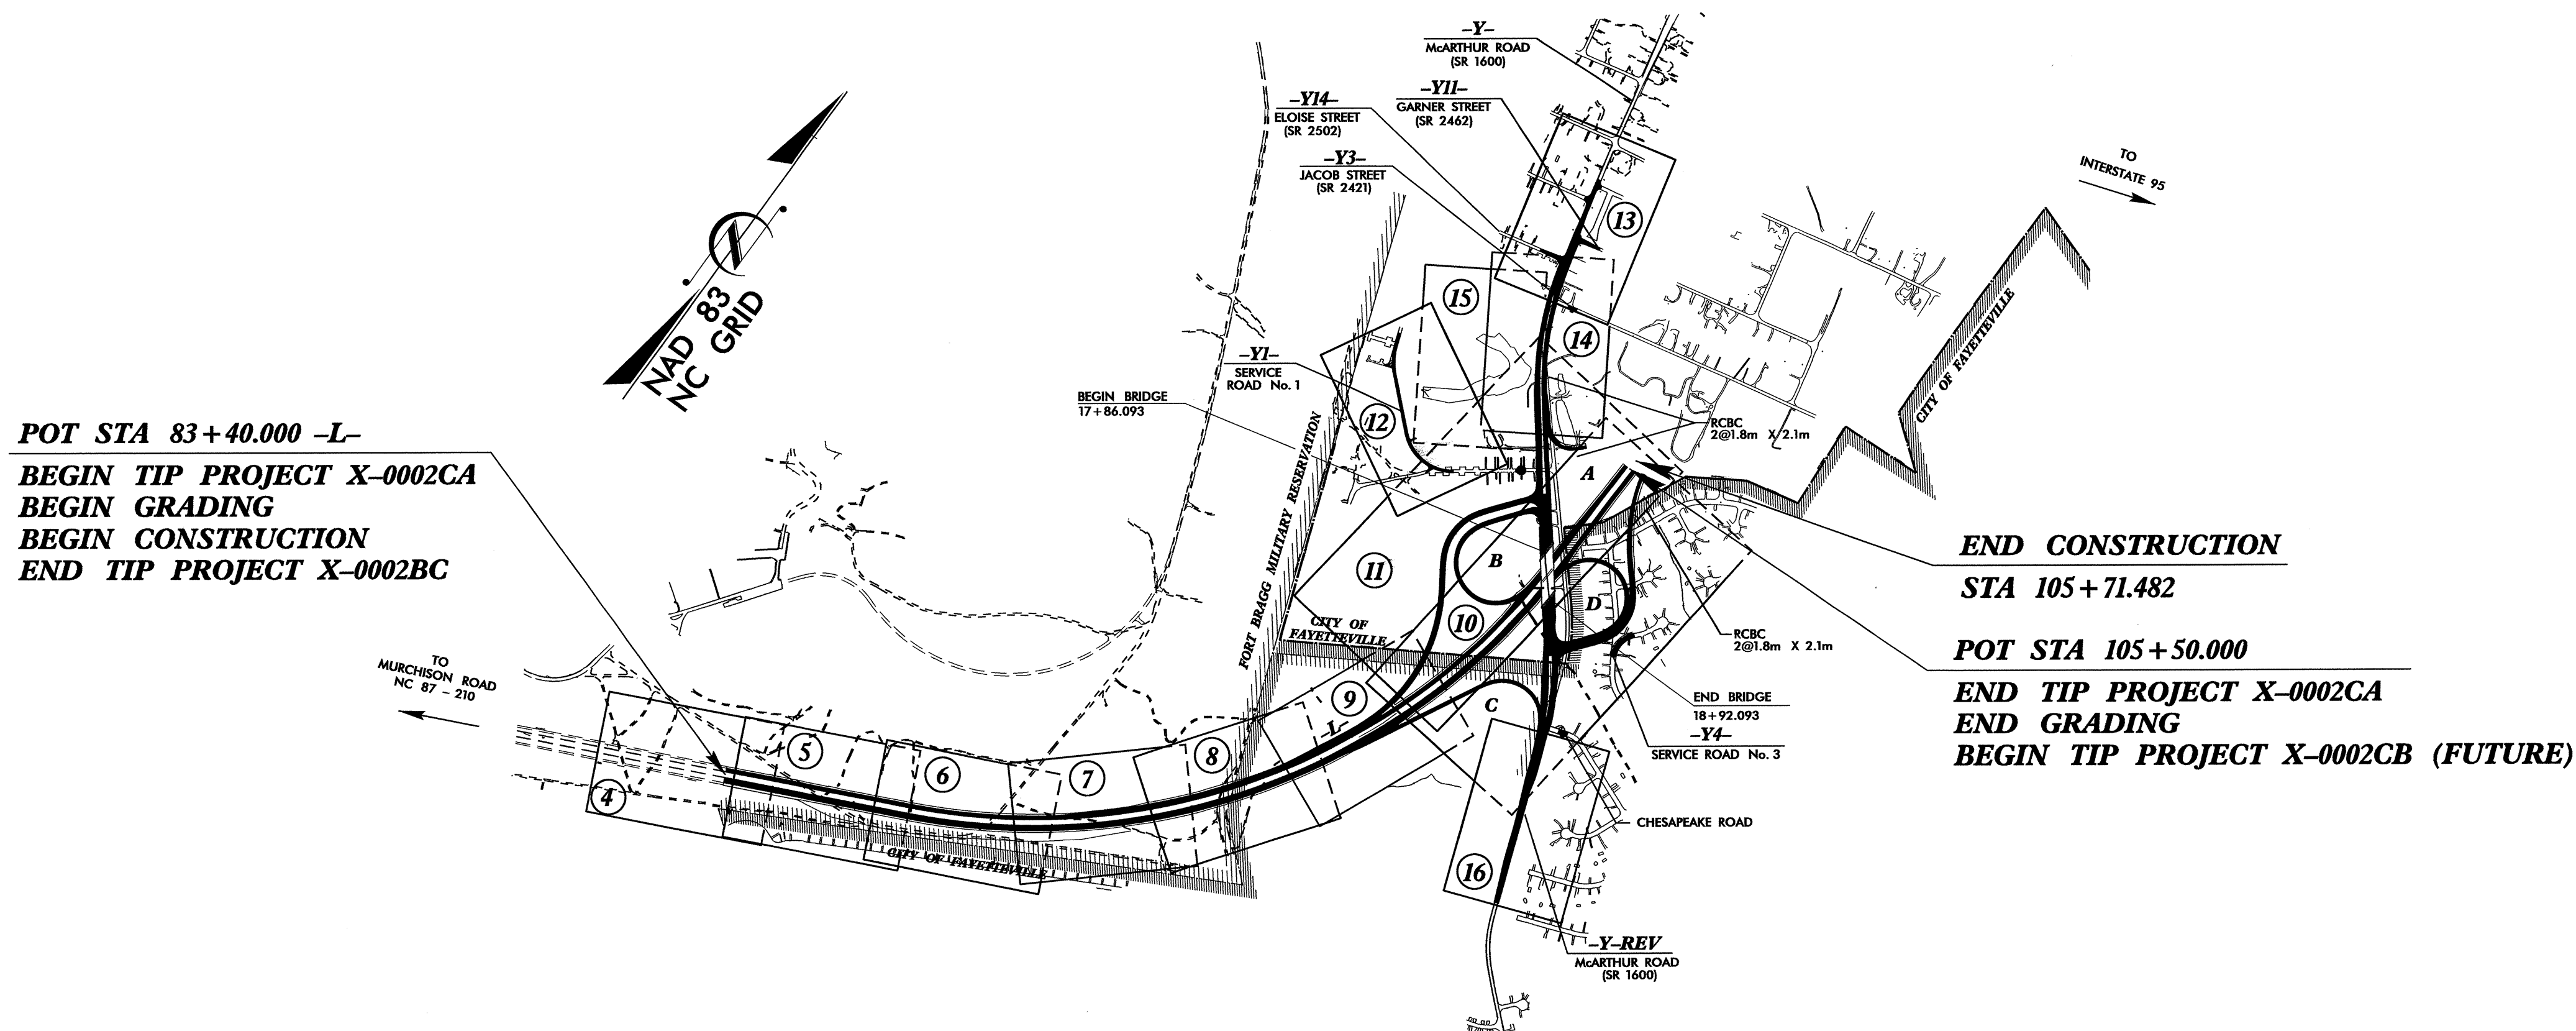 –Y–
McARTHUR ROAD
(SR 1600)
–Y11–
GARNER STREET
(SR 2462)
–Y14–
ELOISE STREET
(SR 2502)
–Y3–
JACOB STREET
(SR 2421)
TO
INTERSTATE 95
NAD 83
NC GRID
13
15
14
–Y1–
SERVICE
ROAD No. 1
BEGIN BRIDGE
17+86.093
12
RCBC
2@1.8m X 2.1m
CITY OF FAYETTEVILLE
FORT BRAGG MILITARY RESERVATION
POT STA 83+40.000 –L–
BEGIN TIP PROJECT X–0002CA
BEGIN GRADING
BEGIN CONSTRUCTION
END TIP PROJECT X–0002BC
A
B
11
D
10
CITY OF
FAYETTEVILLE
END CONSTRUCTION
STA 105+71.482
RCBC
2@1.8m X 2.1m
POT STA 105+50.000
END TIP PROJECT X–0002CA
END GRADING
BEGIN TIP PROJECT X–0002CB (FUTURE)
TO
MURCHISON ROAD
NC 87 – 210
END BRIDGE
18+92.093
–Y4–
SERVICE ROAD No. 3
9
C
–L–
8
7
6
5
4
CITY OF FAYETTEVILLE
CHESAPEAKE ROAD
16
–Y–REV
McARTHUR ROAD
(SR 1600)